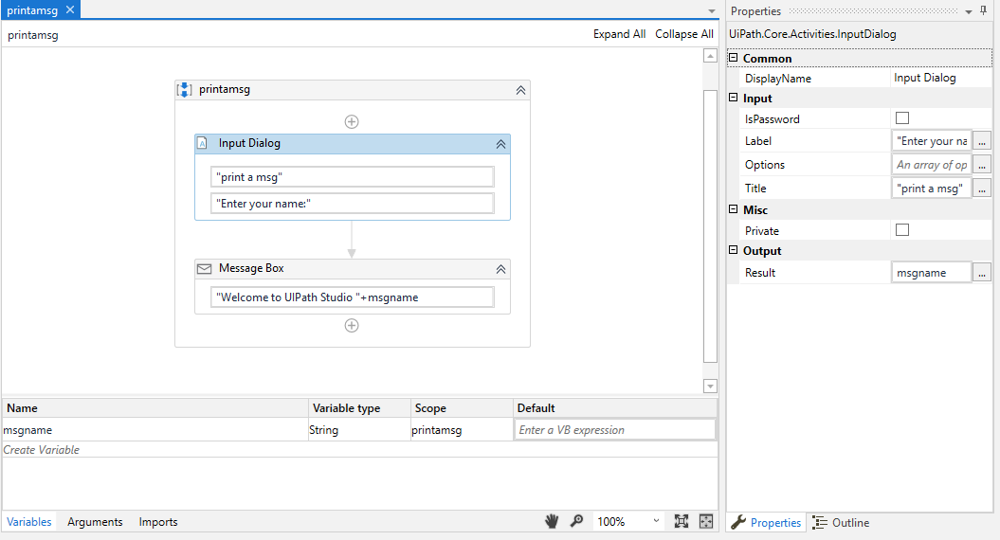 printamsg
printamsg
Expand All Collapse All
printamsg
Input Dialog
"print a msg"
"Enter your name:"
Message Box
"Welcome to UIPath Studio "+msgname
Name Variable type Scope Default
msgname String printamsg Enter a VB expression
Create Variable
Variables Arguments Imports 100%
Properties
UiPath.Core.Activities.InputDialog
Common
DisplayName Input Dialog
Input
IsPassword
Label "Enter your na ...
Options An array of op ...
Title "print a msg" ...
Misc
Private
Output
Result msgname ...
Properties Outline